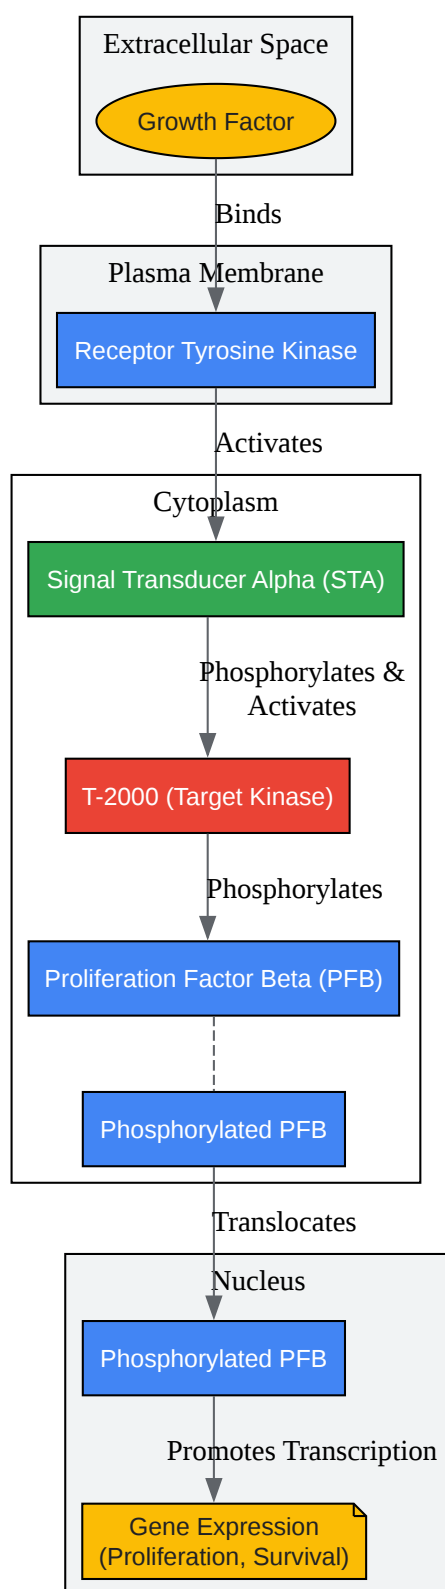 Extracellular Space
Growth Factor
Binds
Plasma Membrane
Receptor Tyrosine Kinase
Activates
Cytoplasm
Signal Transducer Alpha (STA)
Phosphorylates &
Activates
T-2000 (Target Kinase)
Phosphorylates
Proliferation Factor Beta (PFB)
Phosphorylated PFB
Translocates
Nucleus
Phosphorylated PFB
Promotes Transcription
Gene Expression
(Proliferation, Survival)